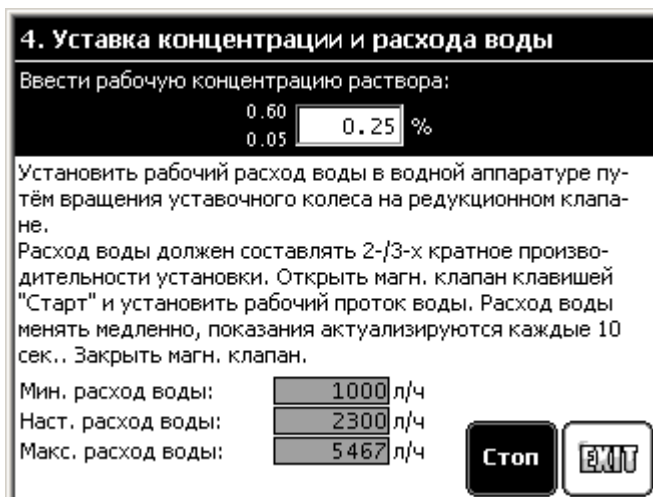 4. Уставка концентрации и расхода воды
Ввести рабочую концентрацию раствора:
0.60
0.05
0.25 %
Установить рабочий расход воды в водной аппаратуре пу-
тём вращения уставочного колеса на редукционном клапа-
не.
Расход воды должен составлять 2-/3-х кратное произво-
дительности установки. Открыть магн. клапан клавишей
"Старт" и установить рабочий проток воды. Расход воды
менять медленно, показания актуализируются каждые 10
сек.. Закрыть магн. клапан.
Мин. расход воды: 1000 л/ч
Наст. расход воды: 2300 л/ч
Макс. расход воды: 5467 л/ч
Стоп EXIT